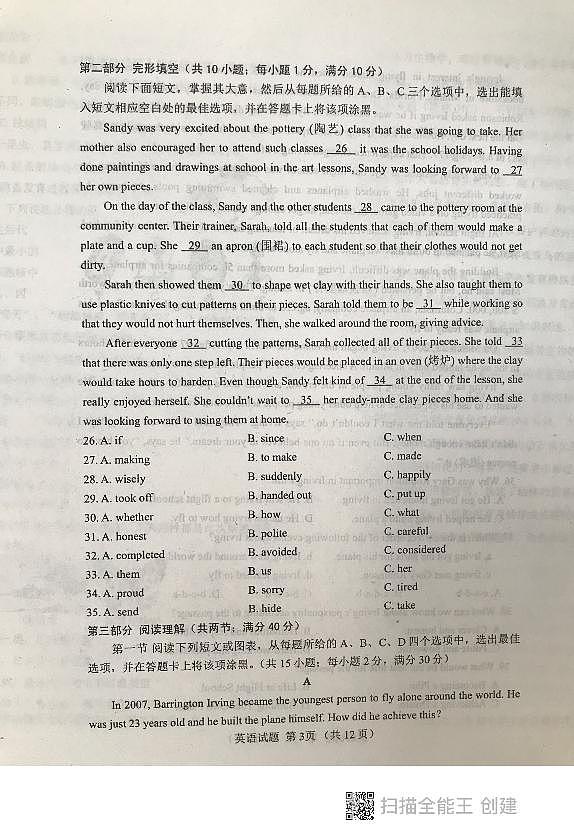 第二部分 完形填空（共10小题；每小题1分，满分10分）
阅读下面短文，掌握其大意，然后从每题所给的A、B、C三个选项中，选出能填
入短文相应空白处的最佳选项，并在答题卡上将该项涂黑。
Sandy was very excited about the pottery (陶艺) class that she was going to take. Her
mother also encouraged her to attend such classes 26 it was the school holidays. Having
done paintings and drawings at school in the art lessons, Sandy was looking forward to 27
her own pieces.
On the day of the class, Sandy and the other students 28 came to the pottery room at the
community center. Their trainer, Sarah, told all the students that each of them would make a
plate and a cup. She 29 an apron (围裙) to each student so that their clothes would not get
dirty.
Sarah then showed them 30 to shape wet clay with their hands. She also taught them to
use plastic knives to cut patterns on their pieces. Sarah told them to be 31 while working so
that they would not hurt themselves. Then, she walked around the room, giving advice.
After everyone 32 cutting the patterns, Sarah collected all of their pieces. She told 33
that there was only one step left. Their pieces would be placed in an oven (烤炉) where the clay
would take hours to harden. Even though Sandy felt kind of 34 at the end of the lesson, she
really enjoyed herself. She couldn't wait to 35 her ready-made clay pieces home. And she
was looking forward to using them at home.
26. A. if B. since C. when
27. A. making B. to make C. made
28. A. wisely B. suddenly C. happily
29. A. took off B. handed out C. put up
30. A. whether B. how C. what
31. A. honest B. polite C. careful
32. A. completed B. avoided C. considered
33. A. them B. us C. her
34. A. proud B. sorry C. tired
35. A. send B. hide C. take
第三部分 阅读理解（共两节；满分40分）
第一节 阅读下列短文或图表，从每题所给的A、B、C、D四个选项中，选出最佳
选项，并在答题卡上将该项涂黑。（共15小题；每小题2分，满分30分）
A
In 2007, Barrington Irving became the youngest person to fly alone around the world. He
was just 23 years old and he built the plane himself. How did he achieve this?
英语试题 第3页 （共12页）
扫描全能王 创建